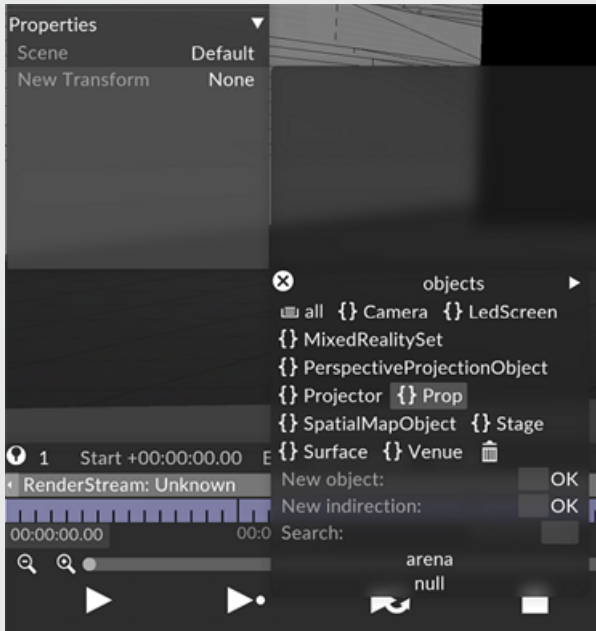 Properties
Scene Default
New Transform None
objects
all {} Camera {} LedScreen
{} MixedRealitySet
{} PerspectiveProjectionObject
{} Projector {} Prop
{} SpatialMapObject {} Stage
{} Surface {} Venue
1 Start +00:00:00.00 E
RenderStream: Unknown
New object: OK
New indirection: OK
00:00:00.00 00:0
Search:
arena
null